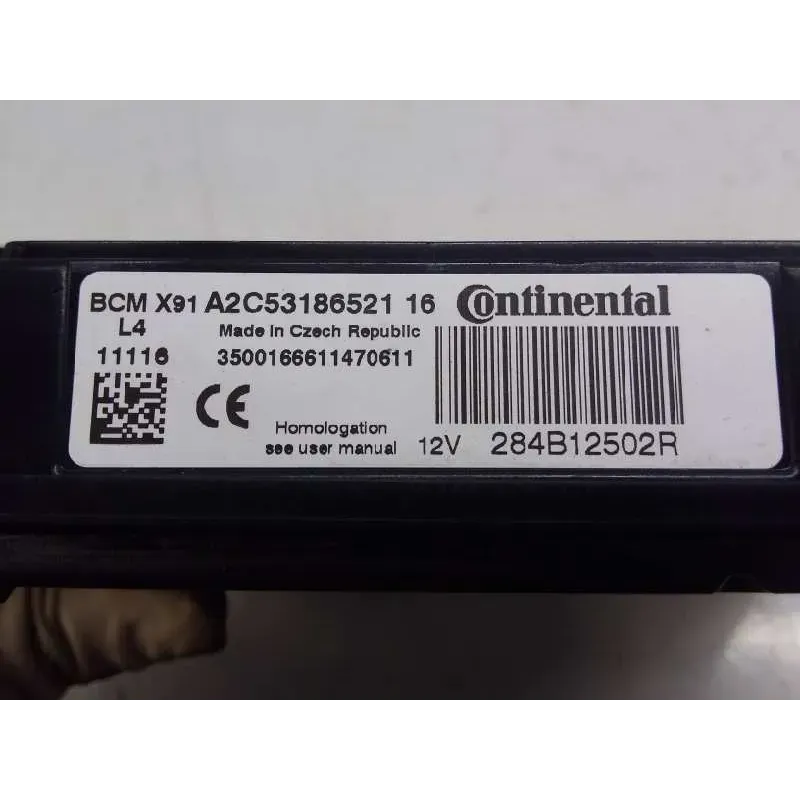 BCM X91 A2C53186521 16 Continental
L4 Made in Czech Republic
11116 3500166611470611
CE
Homologation
see user manual 12V 284B12502R